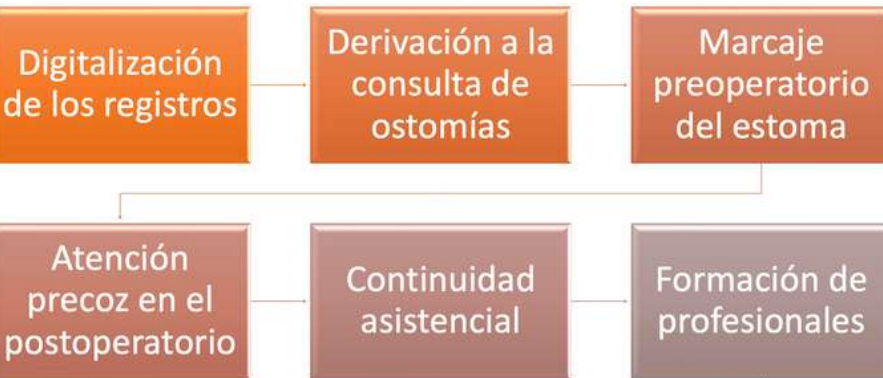 Digitalización
de los registros
Derivación a la
consulta de
ostomías
Marcaje
preoperatorio
del estoma
Atención
precoz en el
postoperatorio
Continuidad
asistencial
Formación de
profesionales